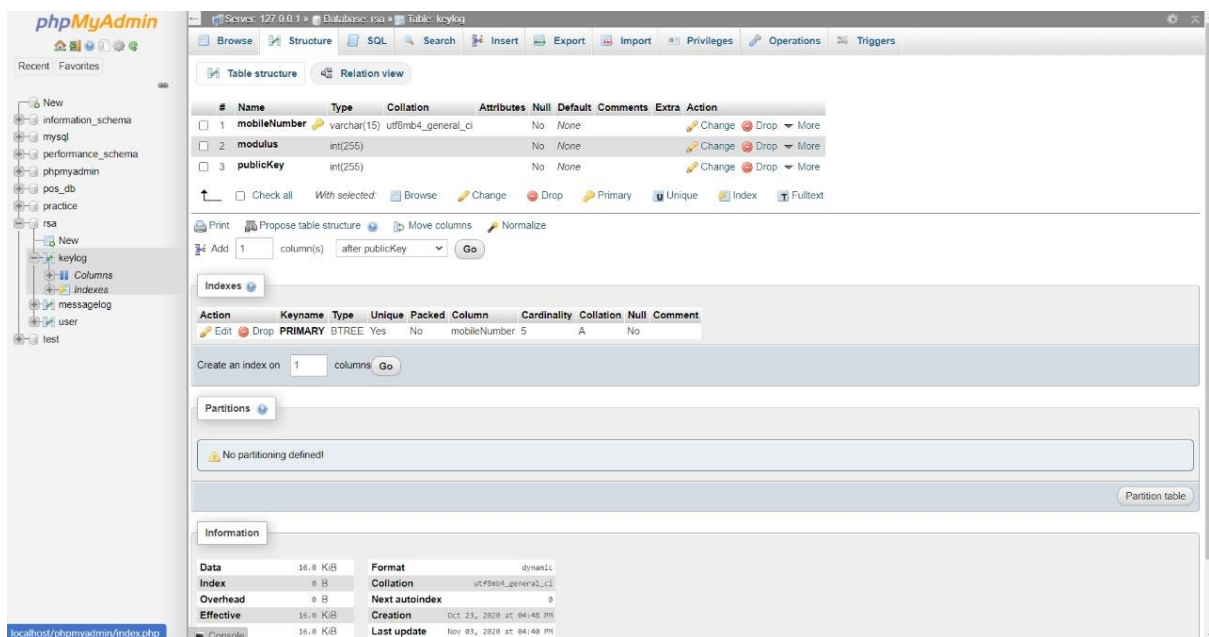 phpMyAdmin
Recent Favorites
New
information_schema
mysql
performance_schema
phpmyadmin
pos_db
practice
rsa
New
keylog
Columns
Indexes
messagelog
user
test
Server: 127.0.0.1 » Database: rsa » Table: keylog
Browse Structure SQL Search Insert Export Import Privileges Operations Triggers
Table structure Relation view
# Name Type Collation Attributes Null Default Comments Extra Action
1 mobileNumber varchar(15) utf8mb4_general_ci No None Change Drop More
2 modulus int(255) No None Change Drop More
3 publicKey int(255) No None Change Drop More
Check all With selected: Browse Change Drop Primary Unique Index Fulltext
Print Propose table structure Move columns Normalize
Add 1 column(s) after publicKey Go
Indexes
Action Keyname Type Unique Packed Column Cardinality Collation Null Comment
Edit Drop PRIMARY BTREE Yes No mobileNumber 5 A No
Create an index on 1 columns Go
Partitions
No partitioning defined!
Partition table
Information
Data 16.0 KiB Format dynamic
Index 0 B Collation utf8mb4_general_ci
Overhead 0 B Next autoindex 0
Effective 16.0 KiB Creation Oct 23, 2020 at 04:48 PM
Console 16.0 KiB Last update Nov 03, 2020 at 04:40 PM
localhost/phpmyadmin/index.php